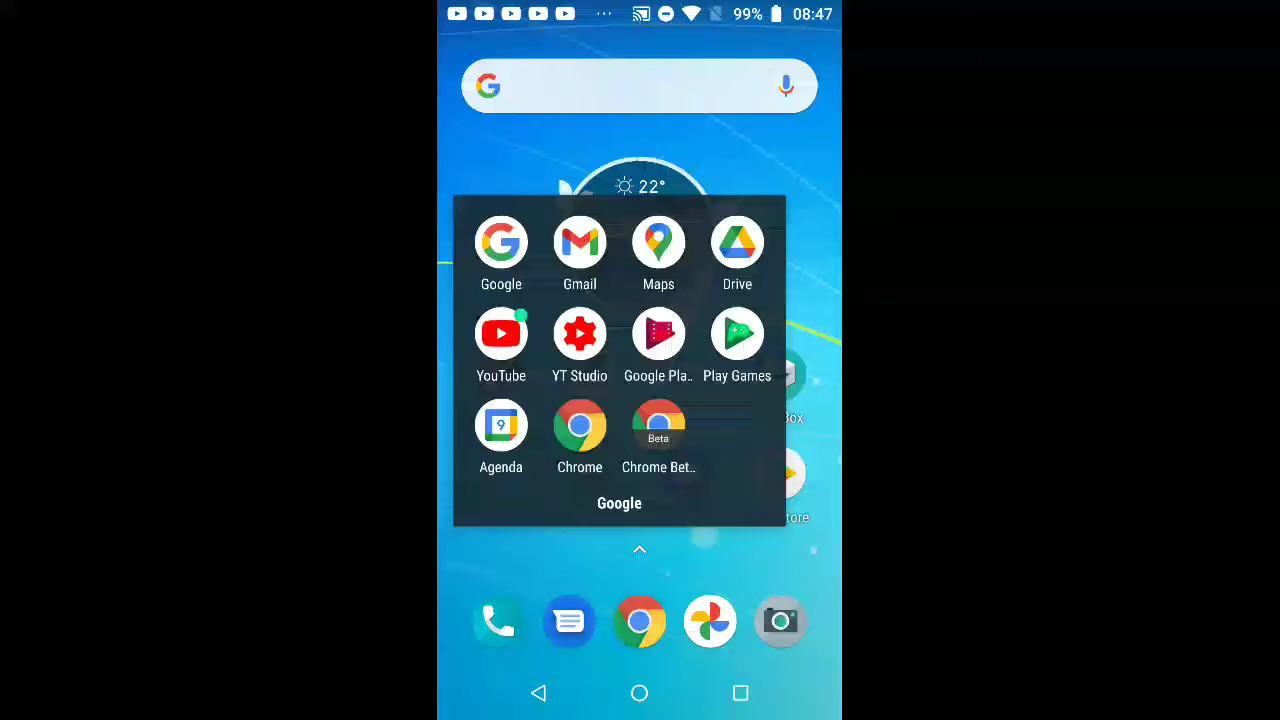 99% 08:47
22°
Google Gmail Maps Drive
YouTube YT Studio Google Pla.. Play Games
Box
9
Beta
Agenda Chrome Chrome Bet..
Google
tore